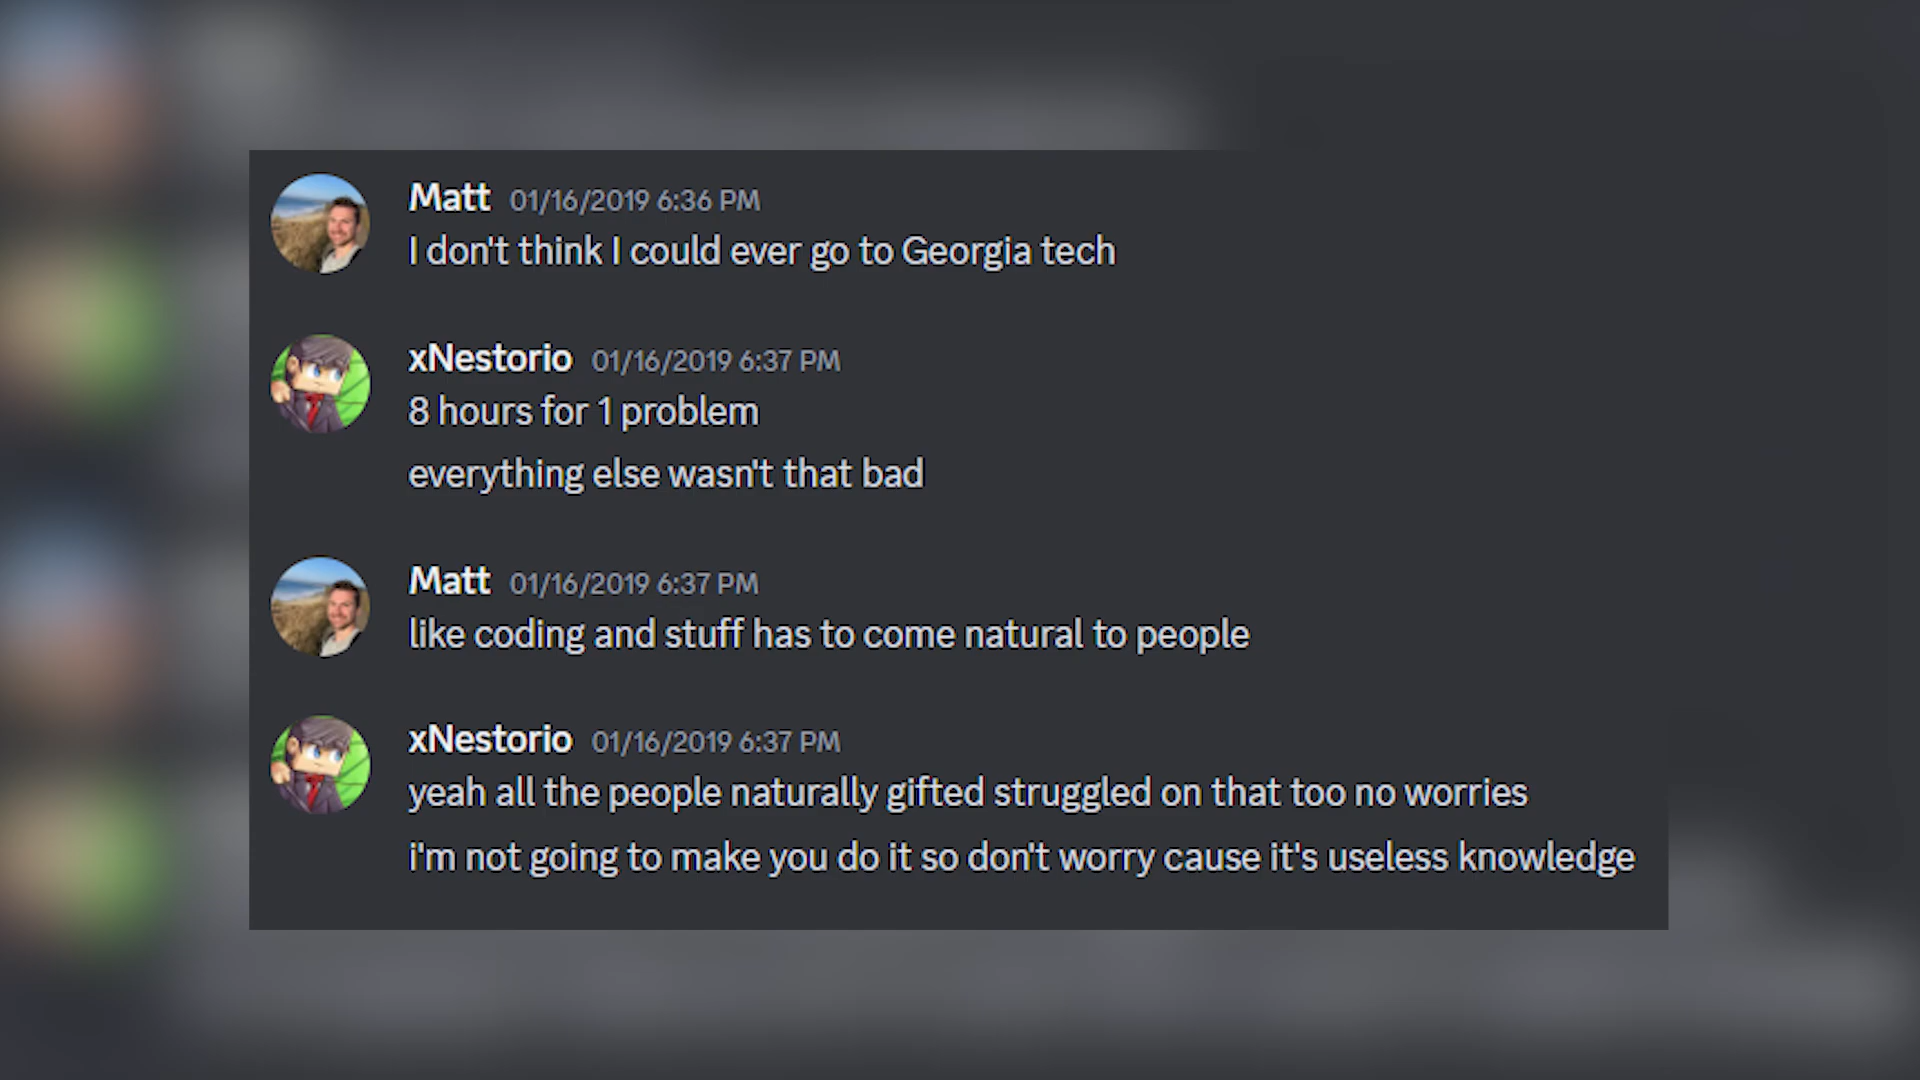 Matt 01/16/2019 6:36 PM
I don't think I could ever go to Georgia tech
xNestorio 01/16/2019 6:37 PM
8 hours for 1 problem
everything else wasn't that bad
Matt 01/16/2019 6:37 PM
like coding and stuff has to come natural to people
xNestorio 01/16/2019 6:37 PM
yeah all the people naturally gifted struggled on that too no worries
i'm not going to make you do it so don't worry cause it's useless knowledge